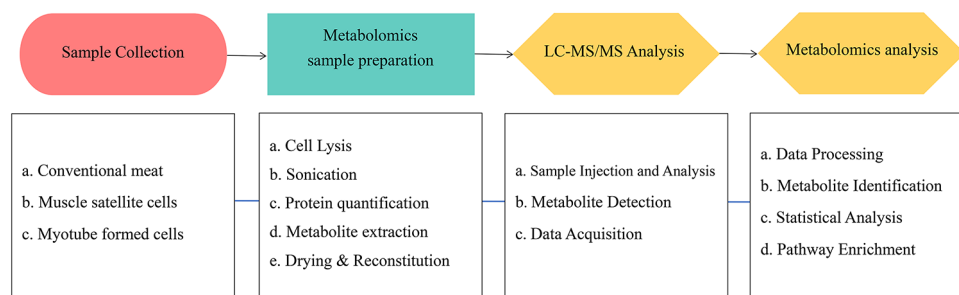 Sample Collection
Metabolomics
sample preparation
LC-MS/MS Analysis
Metabolomics analysis
a. Conventional meat
b. Muscle satellite cells
c. Myotube formed cells
a. Cell Lysis
b. Sonication
c. Protein quantification
d. Metabolite extraction
e. Drying & Reconstitution
a. Sample Injection and Analysis
b. Metabolite Detection
c. Data Acquisition
a. Data Processing
b. Metabolite Identification
c. Statistical Analysis
d. Pathway Enrichment